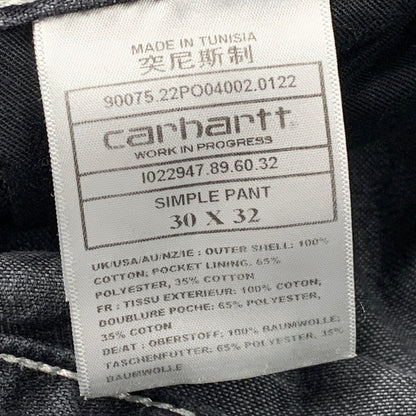 MADE IN TUNISIA
突尼斯制
90075.22PO04002.0122
carhartt
WORK IN PROGRESS
I022947.89.60.32
SIMPLE PANT
30 X 32
UK/USA/AU/NZ/IE : OUTER SHELL: 100%
COTTON; POCKET LINING. 65%
POLYESTER, 35% COTTON
FR : TISSU EXTERIEUR: 100% COTON;
DOUBLURE POCHE: 65% POLYESTER,
35% COTON
DE/AT : OBERSTOFF: 100% BAUMWOLLE;
TASCHENFUTTER: 65% POLYESTER, 35%
BAUMWOLLE